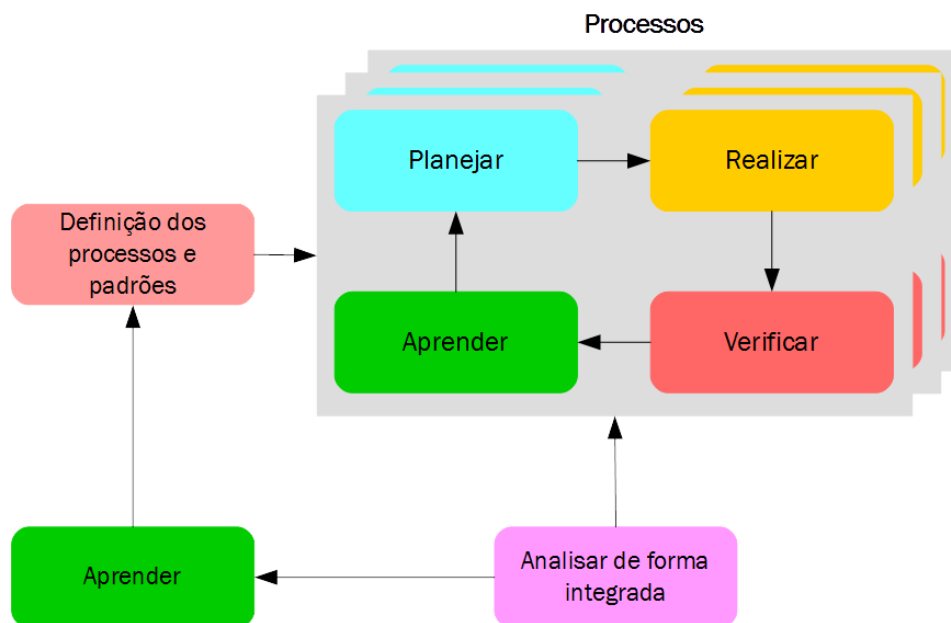 Processos
Planejar
Realizar
Definição dos
processos e
padrões
Aprender
Verificar
Aprender
Analisar de forma
integrada